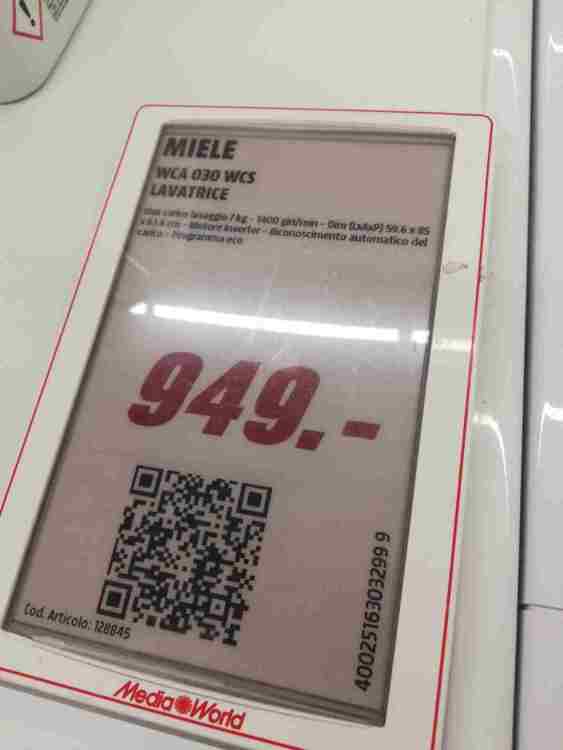 MIELE
WCA 030 WCS
LAVATRICE
Max carico lavaggio 7 kg - 1400 giri/min - Dim (LxAxP) 59.6 x 85
x 63.6 cm - Motore Inverter - Riconoscimento automatico del
carico - Programma eco
949.-
Cod. Articolo: 128845
4002516303299 9
MediaWorld